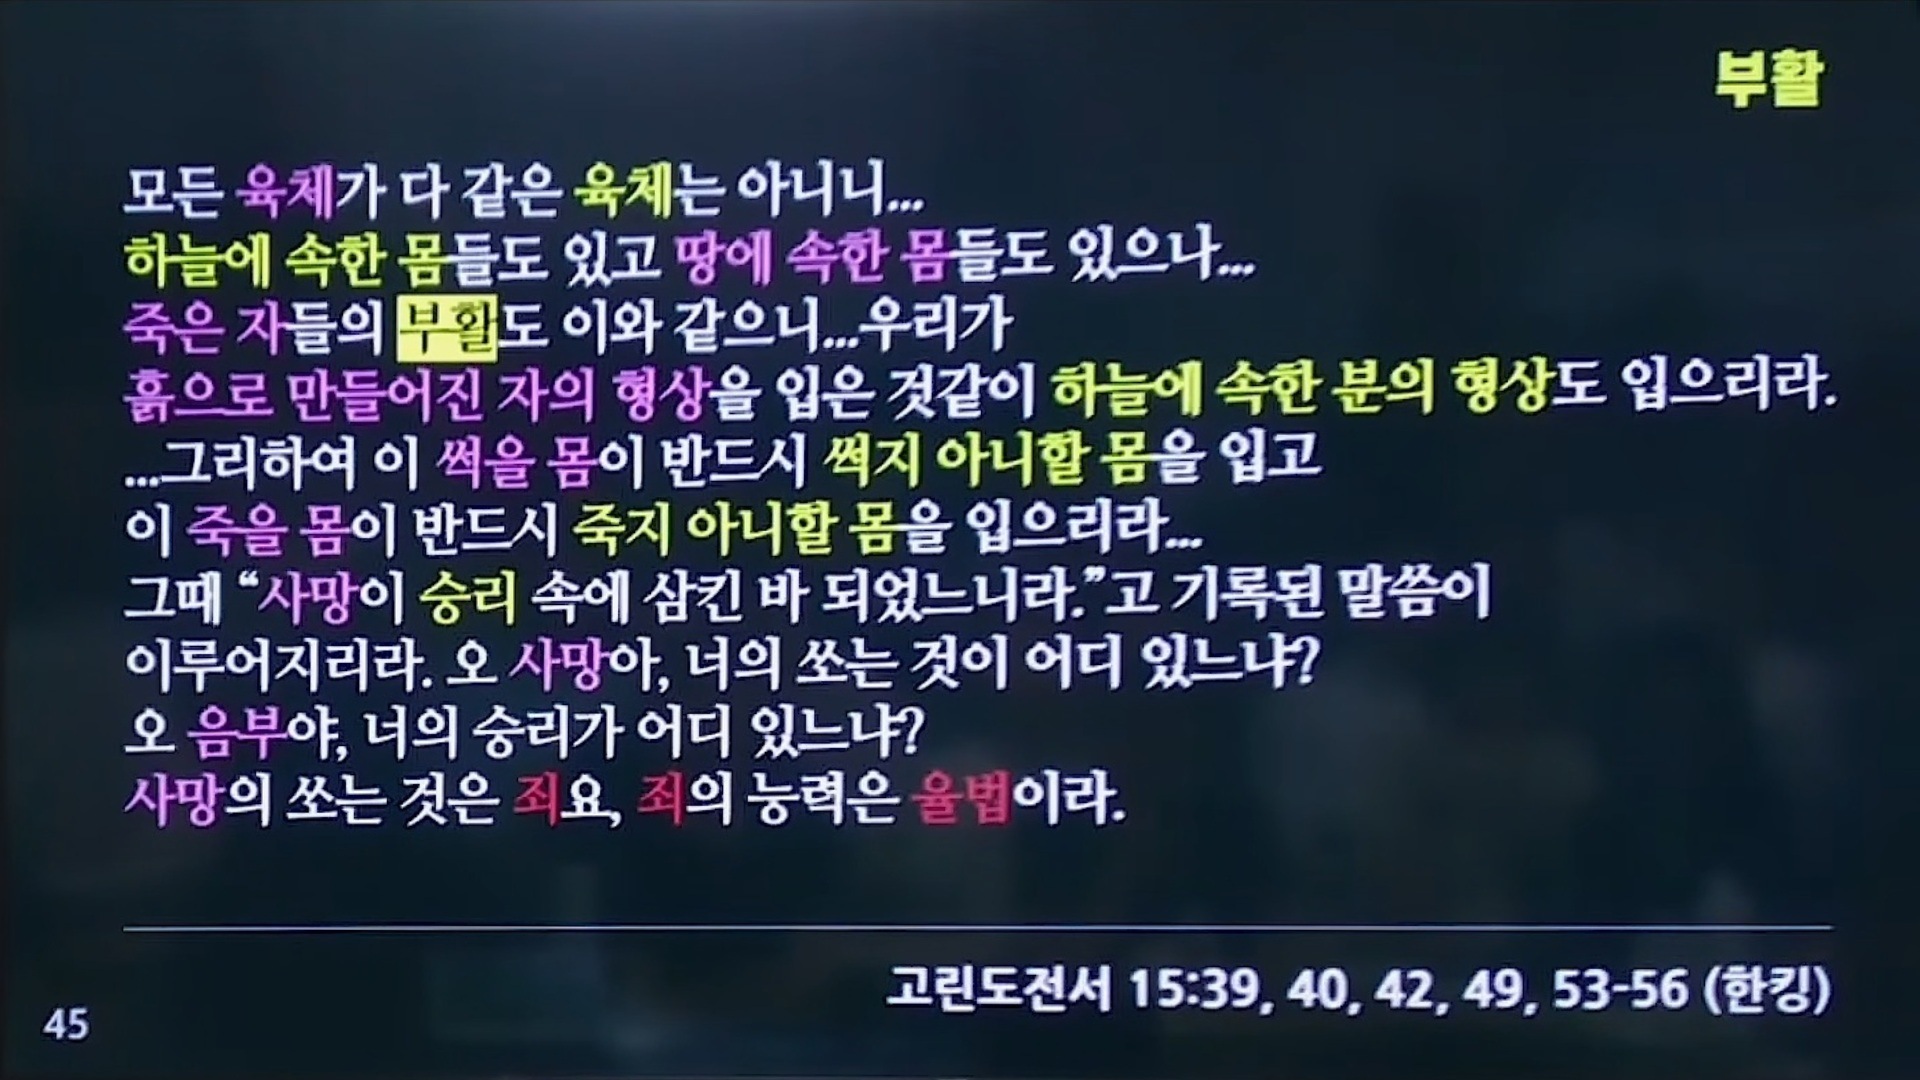 부활
모든 육체가 다 같은 육체는 아니니...
하늘에 속한 몸들도 있고 땅에 속한 몸들도 있으나...
죽은 자들의 부활도 이와 같으니...우리가
흙으로 만들어진 자의 형상을 입은 것같이 하늘에 속한 분의 형상도 입으리라.
...그리하여 이 썩을 몸이 반드시 썩지 아니할 몸을 입고
이 죽을 몸이 반드시 죽지 아니할 몸을 입으리라...
그때 “사망이 승리 속에 삼킨 바 되었느니라.”고 기록된 말씀이
이루어지리라. 오 사망아, 너의 쏘는 것이 어디 있느냐?
오 음부야, 너의 승리가 어디 있느냐?
사망의 쏘는 것은 죄요, 죄의 능력은 율법이라.
고린도전서 15:39, 40, 42, 49, 53-56 (한킹)
45